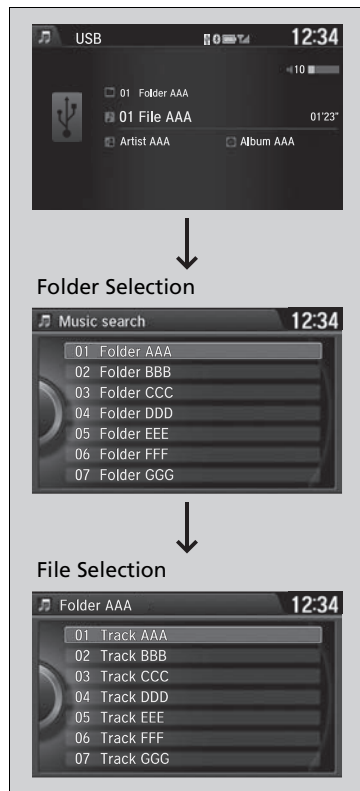 USB 12:34
10
01 Folder AAA
01 File AAA 01'23"
Artist AAA Album AAA
Folder Selection
Music search 12:34
01 Folder AAA
02 Folder BBB
03 Folder CCC
04 Folder DDD
05 Folder EEE
06 Folder FFF
07 Folder GGG
File Selection
Folder AAA 12:34
01 Track AAA
02 Track BBB
03 Track CCC
04 Track DDD
05 Track EEE
06 Track FFF
07 Track GGG